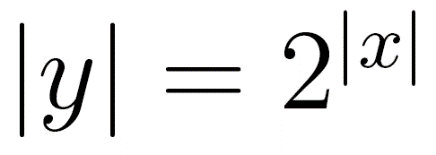 |y| = 2^{|x|}